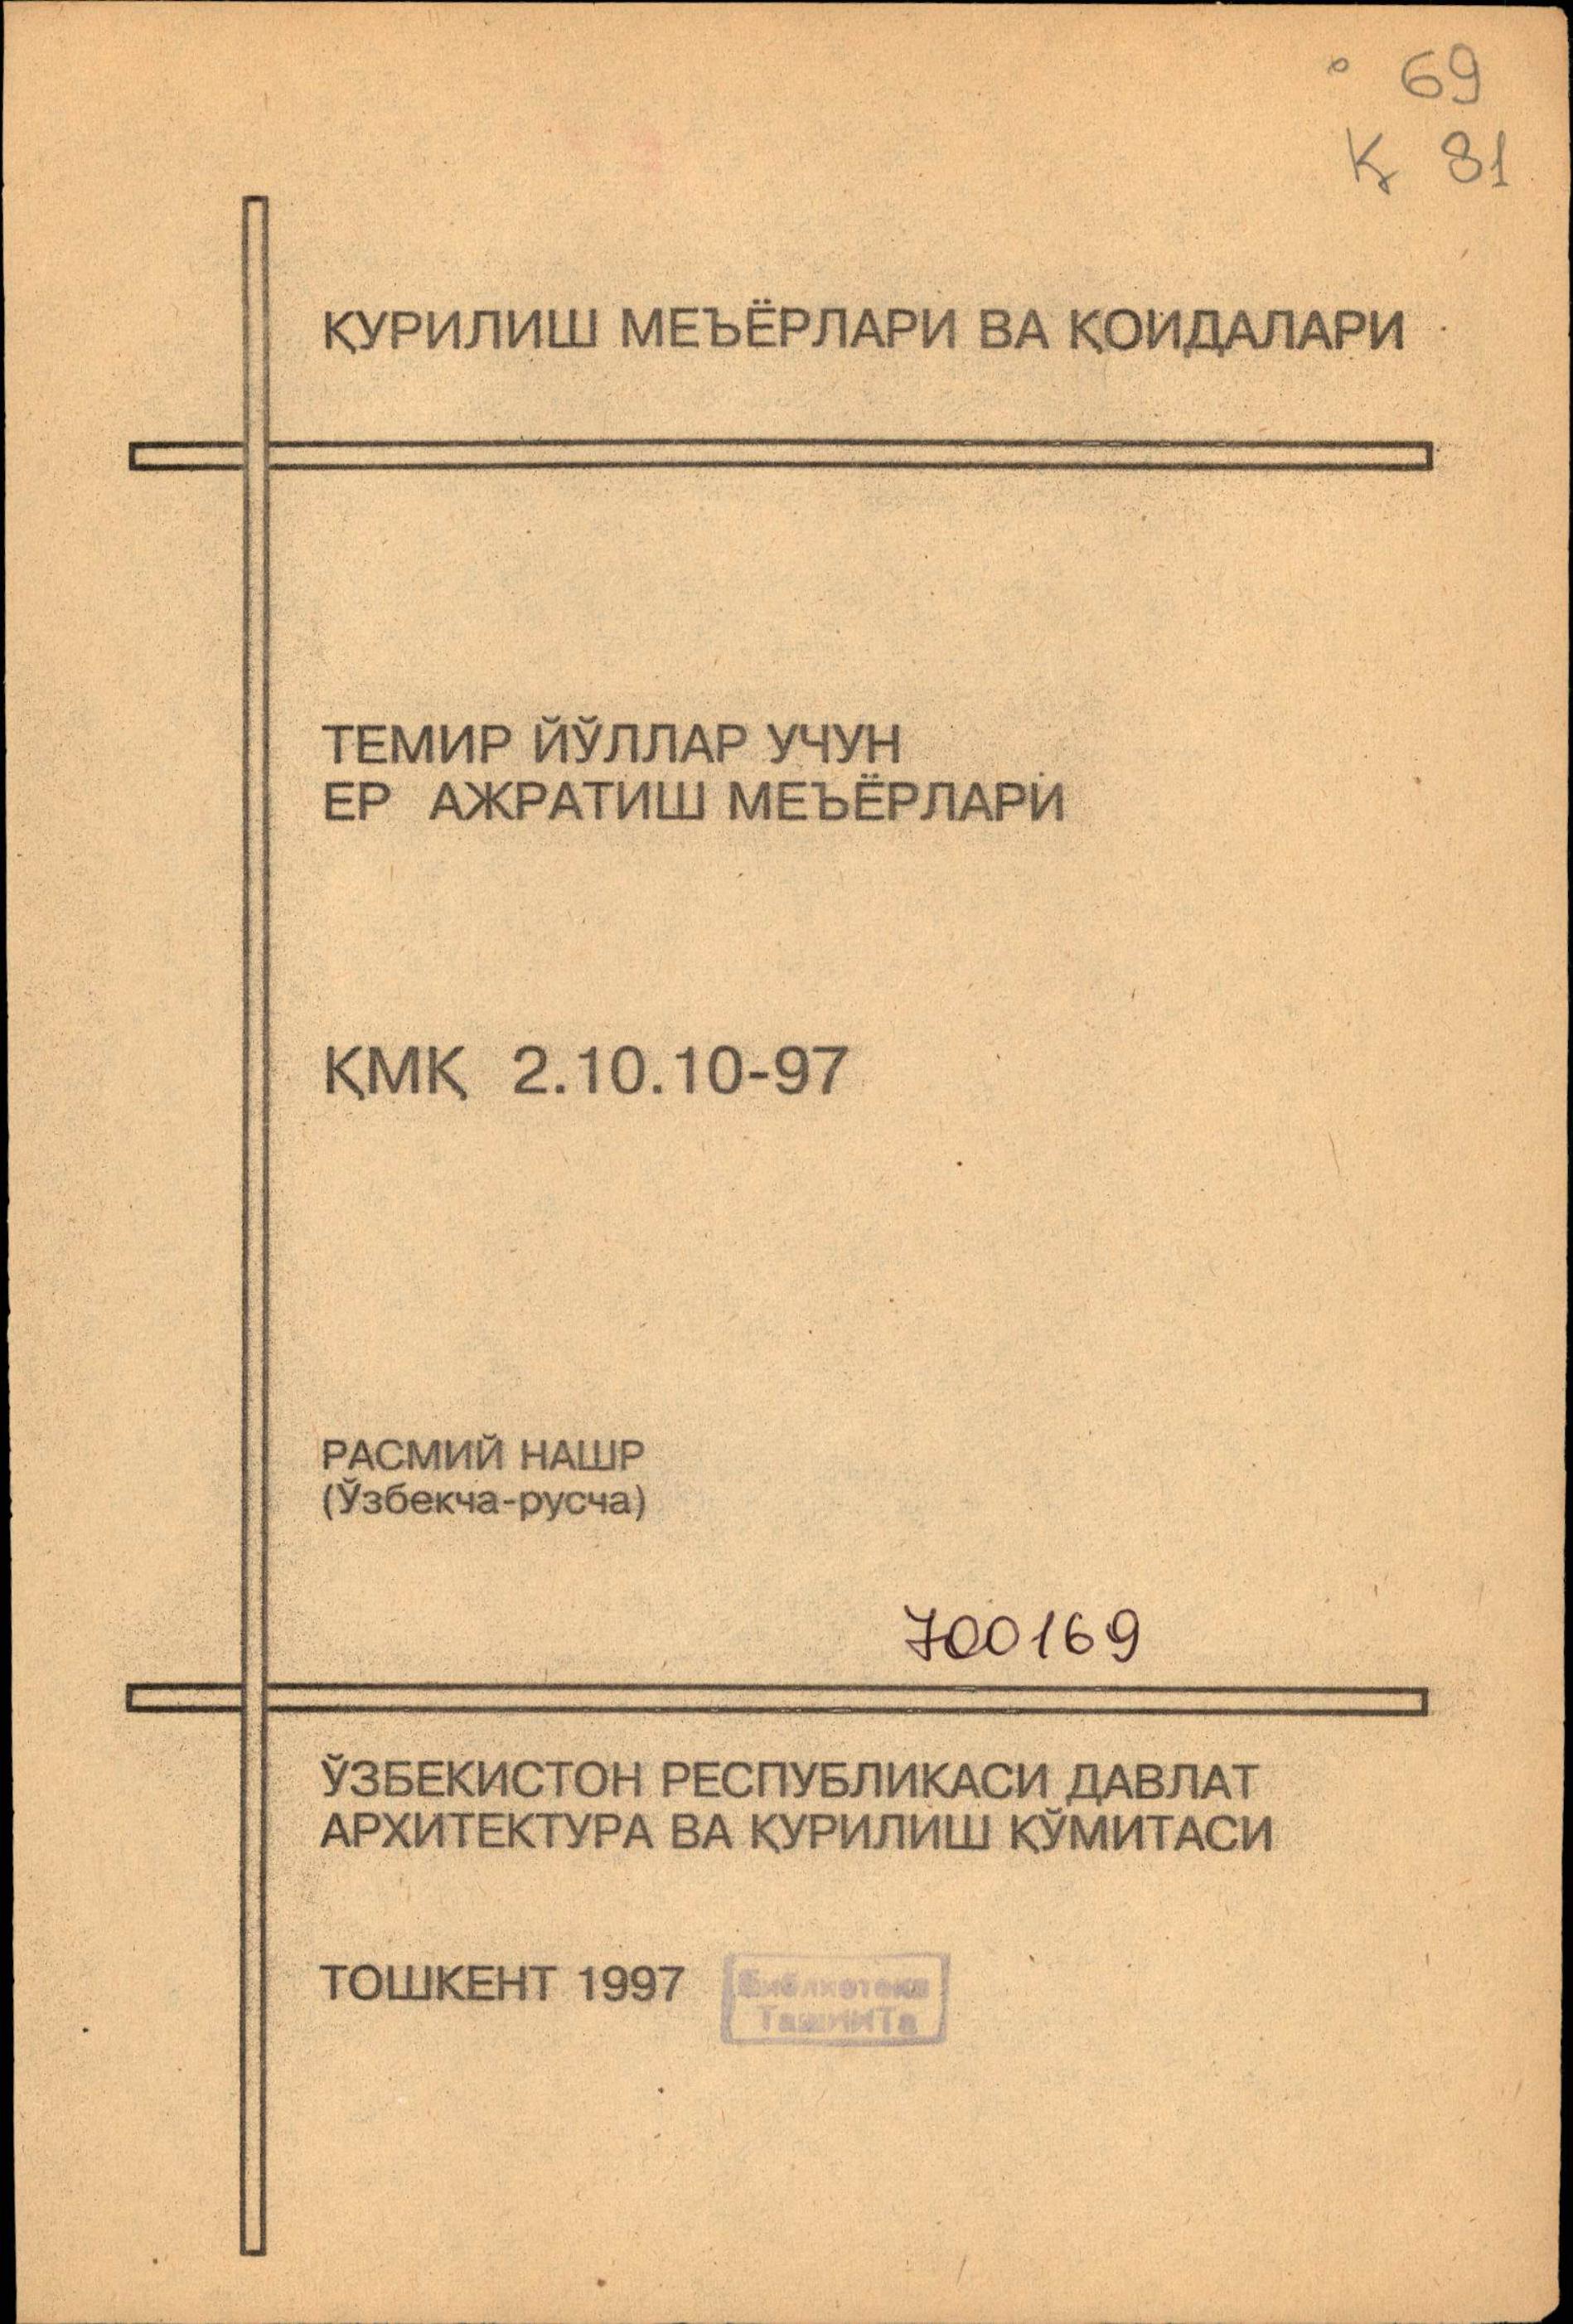 69
Қ 81
ҚУРИЛИШ МЕЪЁРЛАРИ ВА ҚОИДАЛАРИ
ТЕМИР ЙЎЛЛАР УЧУН
ЕР АЖРАТИШ МЕЪЁРЛАРИ
ҚМҚ 2.10.10-97
РАСМИЙ НАШР
(Ўзбекча-русча)
700169
ЎЗБЕКИСТОН РЕСПУБЛИКАСИ ДАВЛАТ
АРХИТЕКТУРА ВА ҚУРИЛИШ ҚЎМИТАСИ
ТОШКЕНТ 1997
Библиотека
ТашИИТа